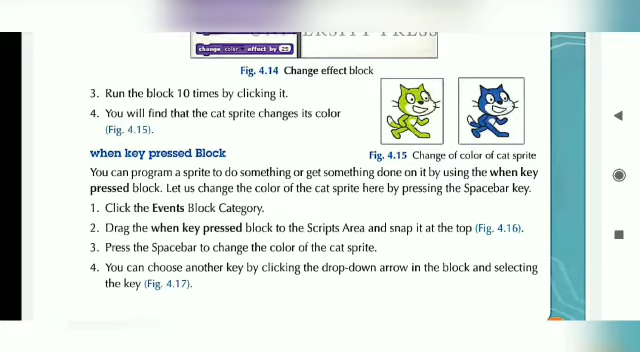 change color effect by 25
Fig. 4.14 Change effect block
3. Run the block 10 times by clicking it.
4. You will find that the cat sprite changes its color
(Fig. 4.15).
when key pressed Block
Fig. 4.15 Change of color of cat sprite
You can program a sprite to do something or get something done on it by using the when key
pressed block. Let us change the color of the cat sprite here by pressing the Spacebar key.
1. Click the Events Block Category.
2. Drag the when key pressed block to the Scripts Area and snap it at the top (Fig. 4.16).
3. Press the Spacebar to change the color of the cat sprite.
4. You can choose another key by clicking the drop-down arrow in the block and selecting
the key (Fig. 4.17).